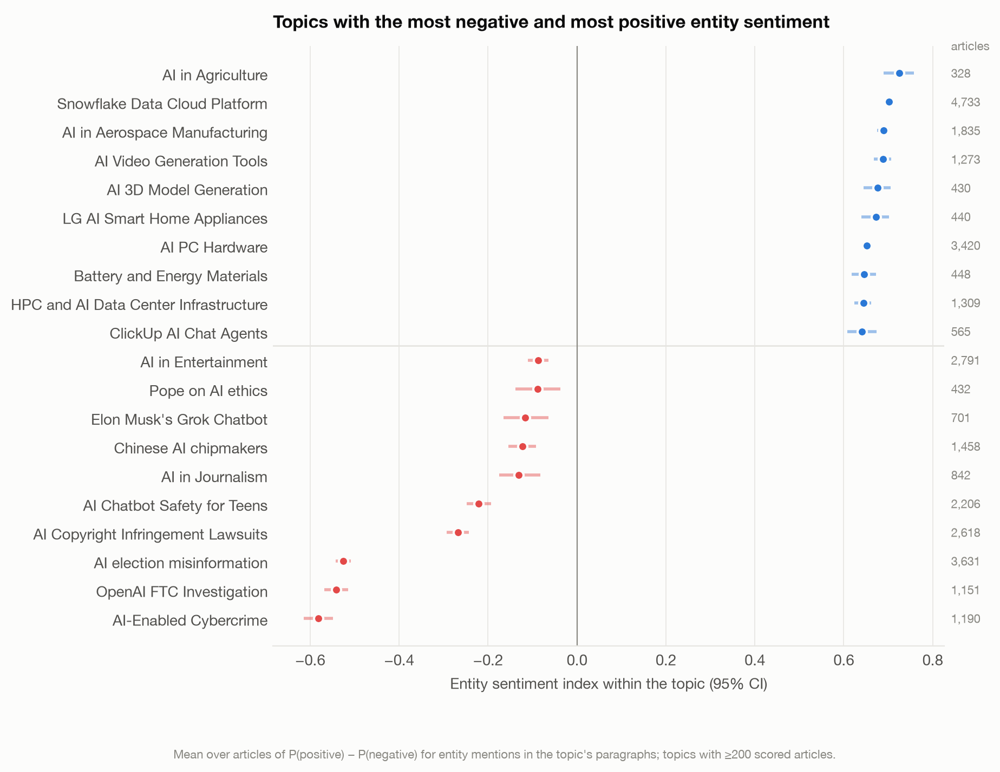 Topics with the most negative and most positive entity sentiment
articles
AI in Agriculture 328
Snowflake Data Cloud Platform 4,733
AI in Aerospace Manufacturing 1,835
AI Video Generation Tools 1,273
AI 3D Model Generation 430
LG AI Smart Home Appliances 440
AI PC Hardware 3,420
Battery and Energy Materials 448
HPC and AI Data Center Infrastructure 1,309
ClickUp AI Chat Agents 565
AI in Entertainment 2,791
Pope on AI ethics 432
Elon Musk's Grok Chatbot 701
Chinese AI chipmakers 1,458
AI in Journalism 842
AI Chatbot Safety for Teens 2,206
AI Copyright Infringement Lawsuits 2,618
AI election misinformation 3,631
OpenAI FTC Investigation 1,151
AI-Enabled Cybercrime 1,190
−0.6 −0.4 −0.2 0.0 0.2 0.4 0.6 0.8
Entity sentiment index within the topic (95% CI)
Mean over articles of P(positive) − P(negative) for entity mentions in the topic's paragraphs; topics with ≥200 scored articles.